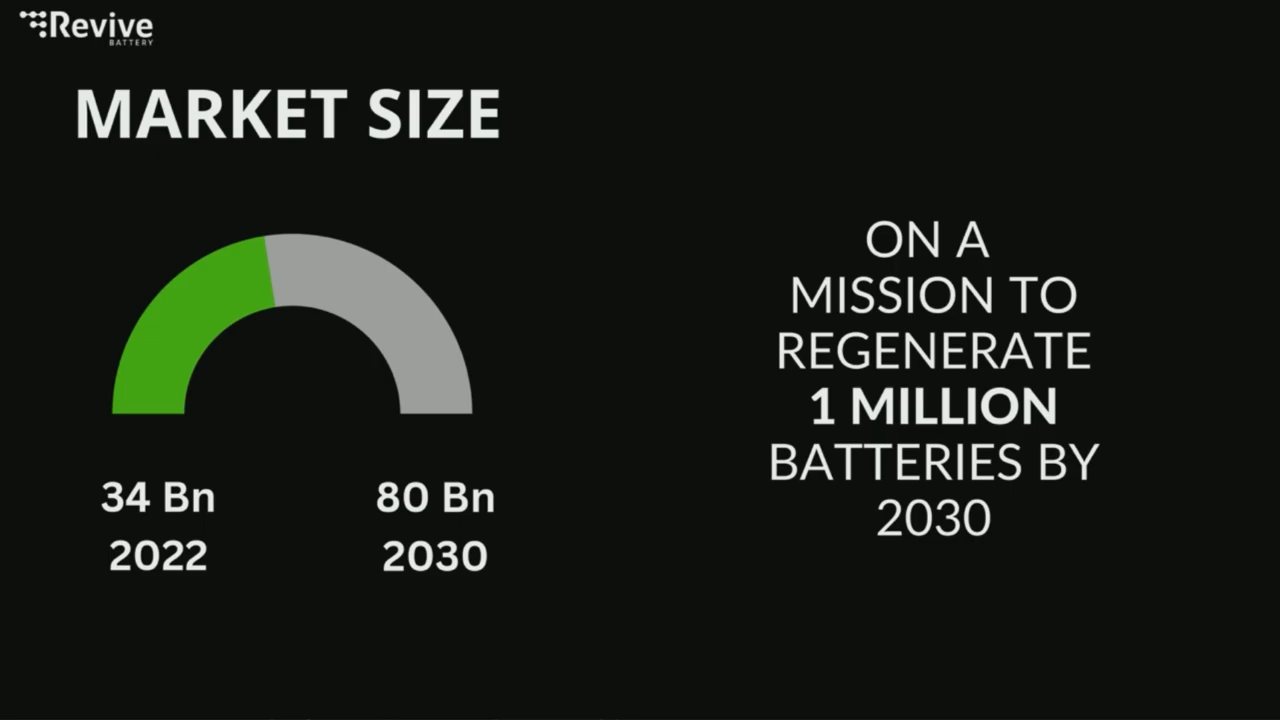 Revive
BATTERY
MARKET SIZE
34 Bn
2022
80 Bn
2030
ON A
MISSION TO
REGENERATE
1 MILLION
BATTERIES BY
2030